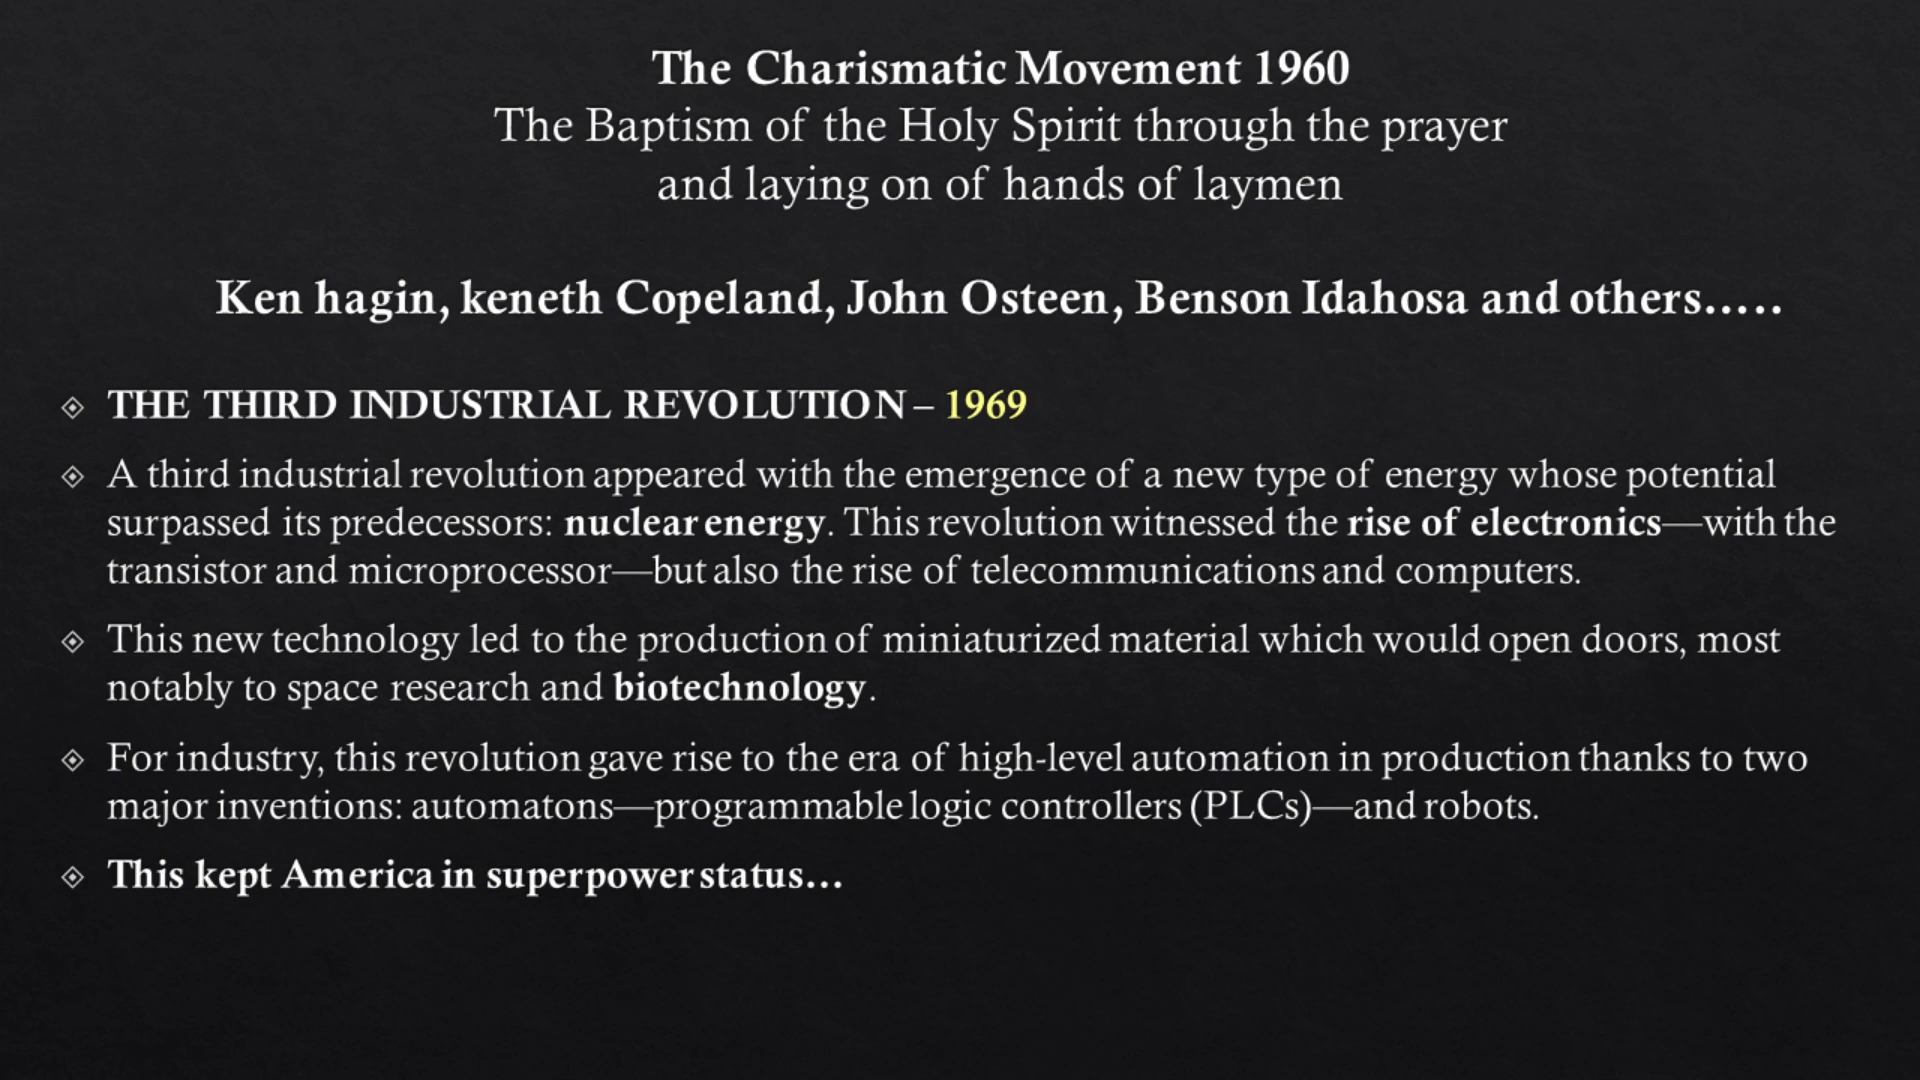 The Charismatic Movement 1960
The Baptism of the Holy Spirit through the prayer
and laying on of hands of laymen
Ken hagin, keneth Copeland, John Osteen, Benson Idahosa and others.....
THE THIRD INDUSTRIAL REVOLUTION – 1969
A third industrial revolution appeared with the emergence of a new type of energy whose potential
surpassed its predecessors: nuclear energy. This revolution witnessed the rise of electronics—with the
transistor and microprocessor—but also the rise of telecommunications and computers.
This new technology led to the production of miniaturized material which would open doors, most
notably to space research and biotechnology.
For industry, this revolution gave rise to the era of high-level automation in production thanks to two
major inventions: automatons—programmable logic controllers (PLCs)—and robots.
This kept America in superpower status…